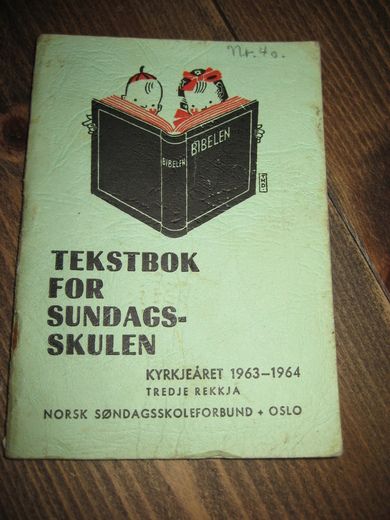 Nr. 40.
BIBELEN
BIBELEN
TEKSTBOK
FOR
SUNDAGS-
SKULEN
KYRKJEÅRET 1963-1964
TREDJE REKKJA
NORSK SØNDAGSSKOLEFORBUND + OSLO